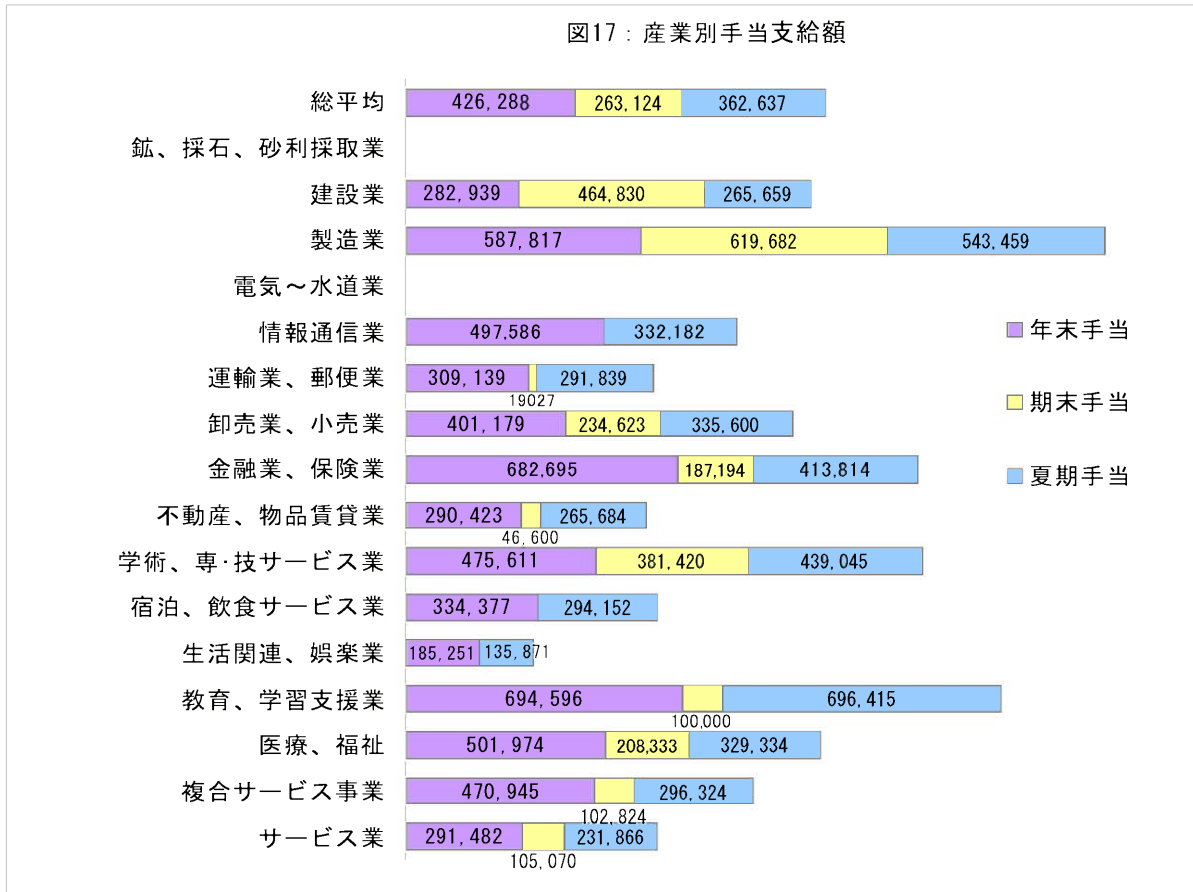 図17：産業別手当支給額
総平均 426,288 263,124 362,637
鉱、採石、砂利採取業
建設業 282,939 464,830 265,659
製造業 587,817 619,682 543,459
電気～水道業
情報通信業 497,586 332,182
年末手当
運輸業、郵便業 309,139 291,839
19027
期末手当
卸売業、小売業 401,179 234,623 335,600
金融業、保険業 682,695 187,194 413,814
夏期手当
不動産、物品賃貸業 290,423 265,684
46,600
学術、専･技サービス業 475,611 381,420 439,045
宿泊、飲食サービス業 334,377 294,152
生活関連、娯楽業 185,251 135,871
教育、学習支援業 694,596 696,415
100,000
医療、福祉 501,974 208,333 329,334
複合サービス事業 470,945 296,324
102,824
サービス業 291,482 231,866
105,070